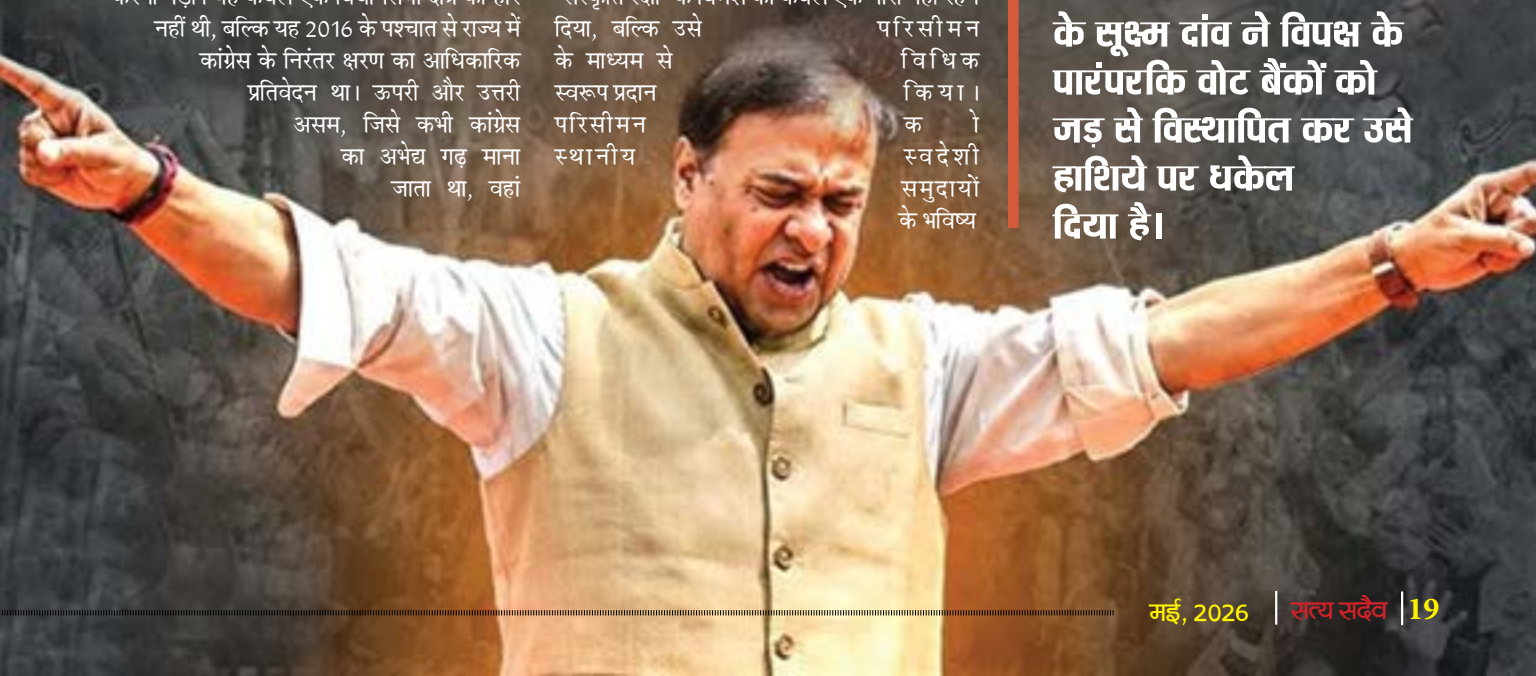 नहीं थी, बल्कि यह 2016 के पश्चात से राज्य में
कांग्रेस के निरंतर क्षरण का आधिकारिक
प्रतिवेदन था। ऊपरी और उत्तरी
असम, जिसे कभी कांग्रेस
का अभेद्य गढ़ माना
जाता था, वहां
दिया, बल्कि उसे परिसीमन
के माध्यम से विधिक
स्वरूप प्रदान किया।
परिसीमन क ो
स्थानीय स्वदेशी
समुदायों
के भविष्य
के सूक्ष्म दांव ने विपक्ष के
पारंपरकि वोट बैंकों को
जड़ से विस्थापित कर उसे
हाशिये पर धकेल
दिया है।
मई, 2026 | सत्य सदैव |19